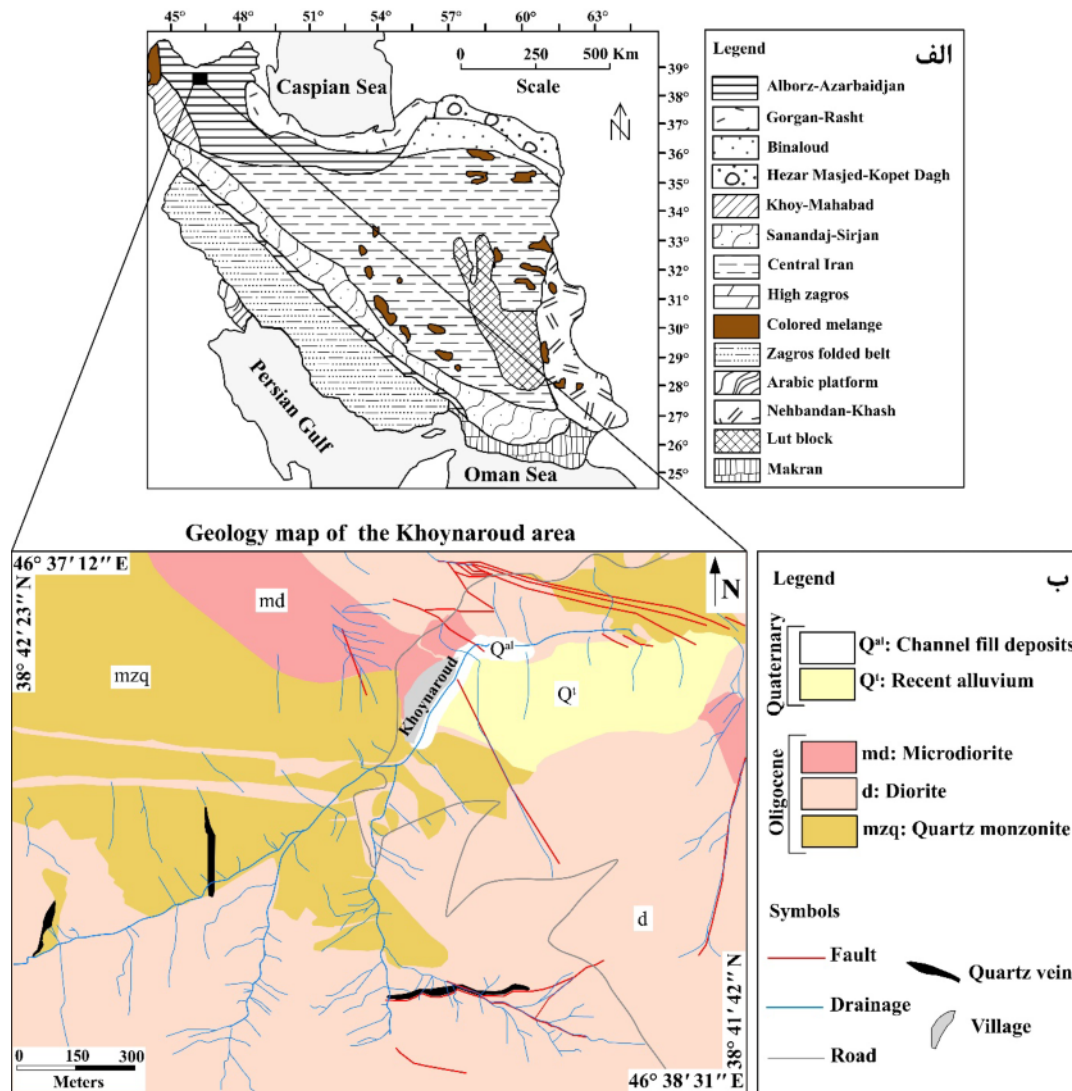 45° 48° 51° 54° 57° 60° 63°
Caspian Sea
0 250 500 Km
Scale
N
39°
38°
37°
36°
35°
34°
33°
32°
31°
30°
29°
28°
27°
26°
25°
Persian Gulf
Oman Sea
Legend
الف
Alborz-Azarbaidjan
Gorgan-Rasht
Binaloud
Hezar Masjed-Kopet Dagh
Khoy-Mahabad
Sanandaj-Sirjan
Central Iran
High zagros
Colored melange
Zagros folded belt
Arabic platform
Nehbandan-Khash
Lut block
Makran
Geology map of the Khoynaroud area
46° 37′ 12″ E
38° 42′ 23″ N
N
md
mzq
Qal
Qt
Khoynaroud
d
38° 41′ 42″ N
46° 38′ 31″ E
0 150 300
Meters
Legend
ب
Quaternary
Qal: Channel fill deposits
Qt: Recent alluvium
Oligocene
md: Microdiorite
d: Diorite
mzq: Quartz monzonite
Symbols
Fault
Quartz vein
Drainage
Village
Road